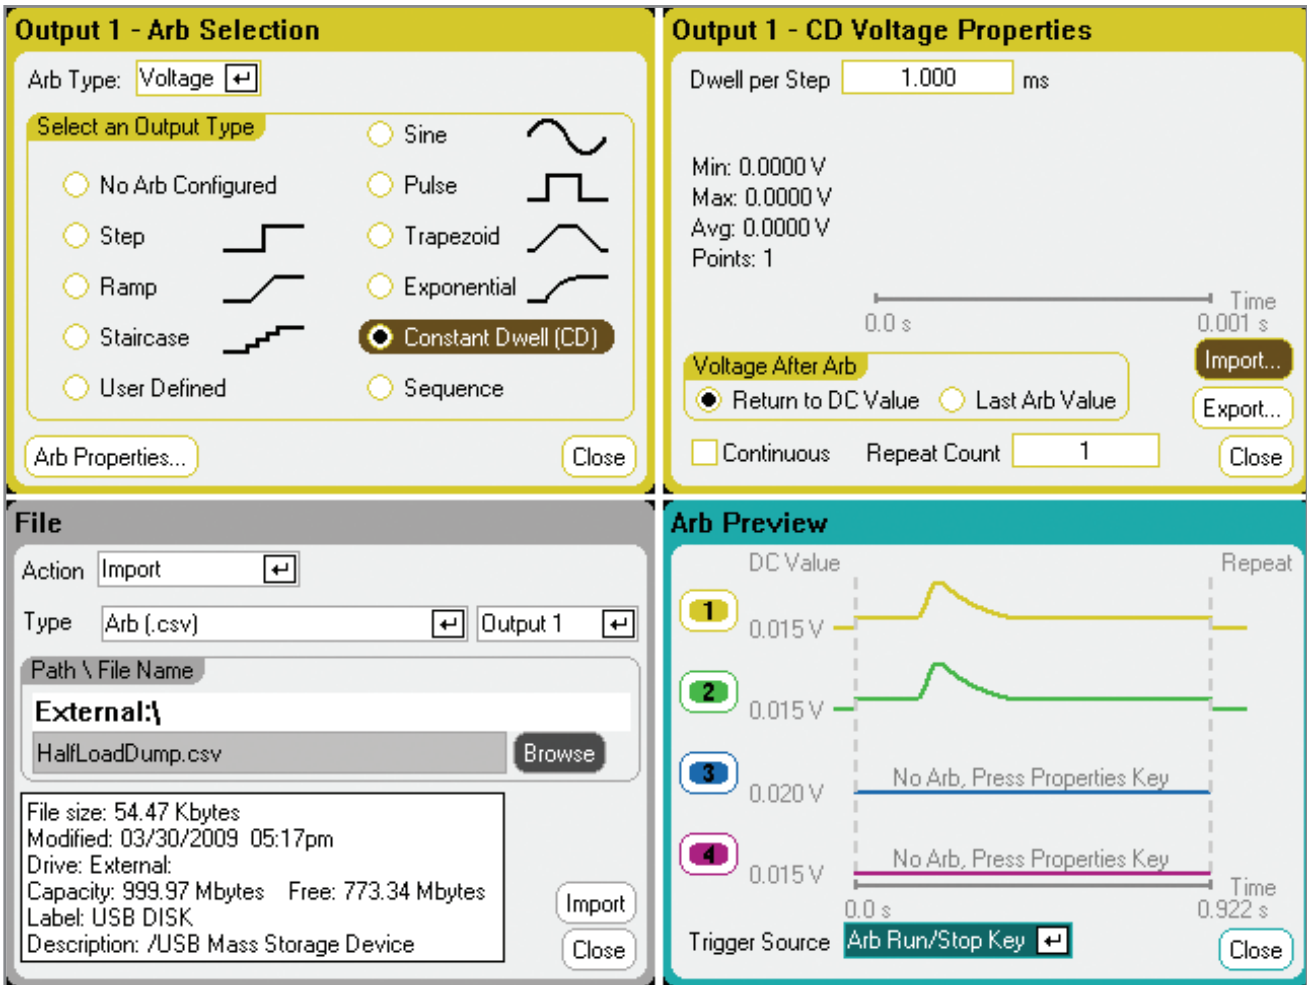 Output 1 - Arb Selection
Arb Type: Voltage
Select an Output Type
No Arb Configured
Step
Ramp
Staircase
User Defined
Sine
Pulse
Trapezoid
Exponential
Constant Dwell (CD)
Sequence
Arb Properties...
Close
Output 1 - CD Voltage Properties
Dwell per Step 1.000 ms
Min: 0.0000 V
Max: 0.0000 V
Avg: 0.0000 V
Points: 1
Time
0.0 s 0.001 s
Voltage After Arb
Return to DC Value Last Arb Value
Continuous Repeat Count 1
Import...
Export...
Close
File
Action Import
Type Arb (.csv) Output 1
Path \ File Name
External:\
HalfLoadDump.csv Browse
File size: 54.47 Kbytes
Modified: 03/30/2009 05:17pm
Drive: External:
Capacity: 999.97 Mbytes Free: 773.34 Mbytes
Label: USB DISK
Description: /USB Mass Storage Device
Import
Close
Arb Preview
DC Value Repeat
1 0.015 V
2 0.015 V
3 0.020 V No Arb, Press Properties Key
4 0.015 V No Arb, Press Properties Key
Time
0.0 s 0.922 s
Trigger Source Arb Run/Stop Key
Close